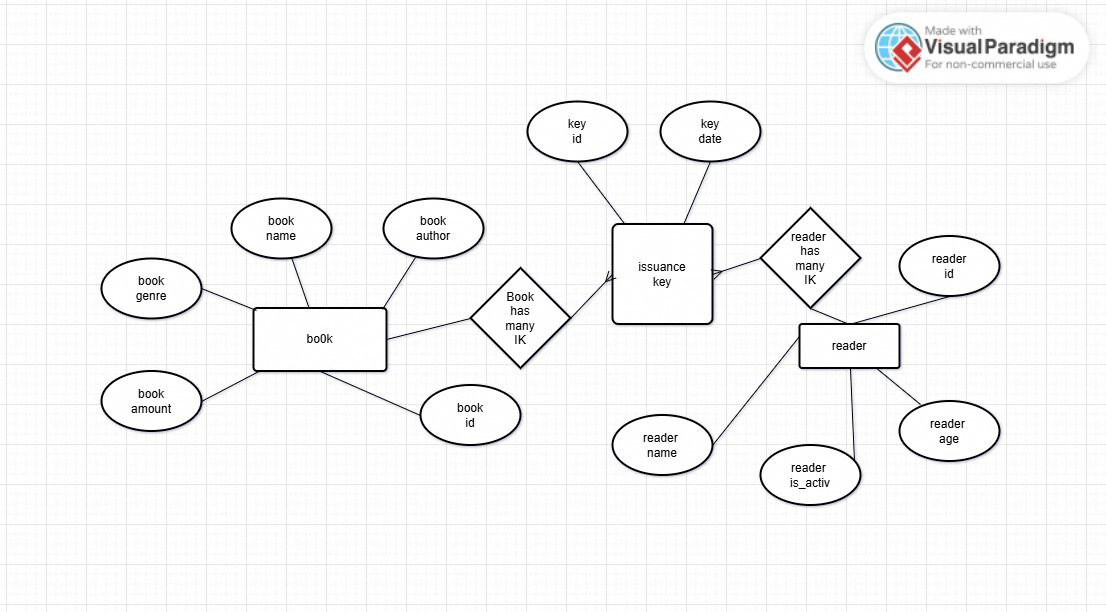 Made with
Visual Paradigm
For non-commercial use
key
id
key
date
book
name
book
author
book
genre
bo0k
book
amount
book
id
Book
has
many
IK
issuance
key
reader
has
many
IK
reader
id
reader
reader
name
reader
is_activ
reader
age